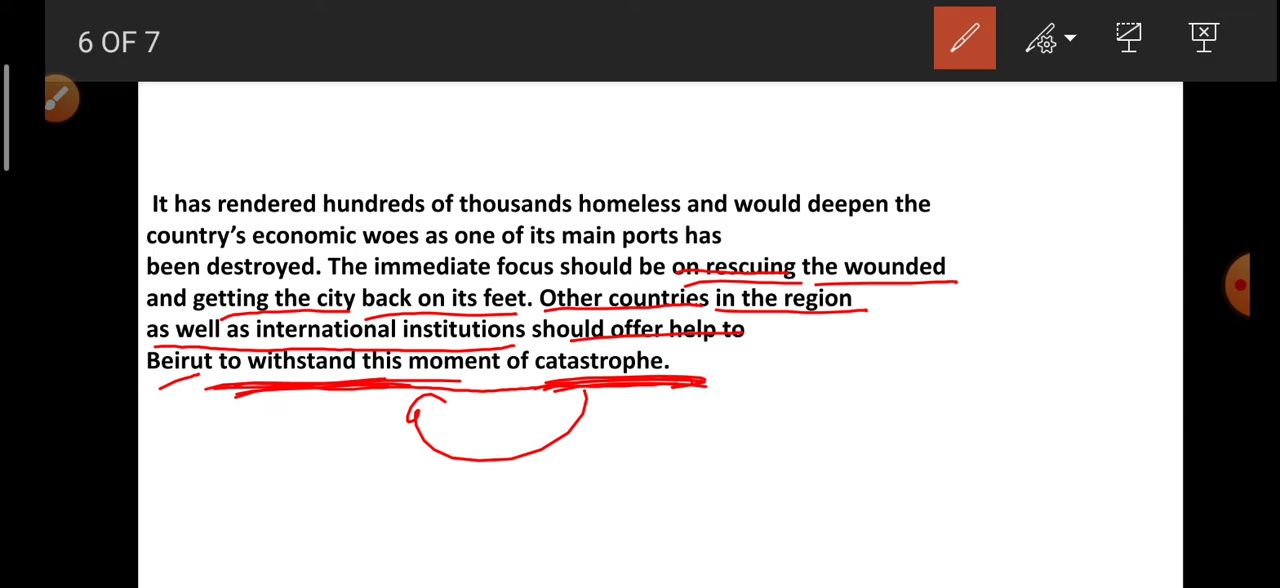 6 OF 7
It has rendered hundreds of thousands homeless and would deepen the
country’s economic woes as one of its main ports has
been destroyed. The immediate focus should be on rescuing the wounded
and getting the city back on its feet. Other countries in the region
as well as international institutions should offer help to
Beirut to withstand this moment of catastrophe.